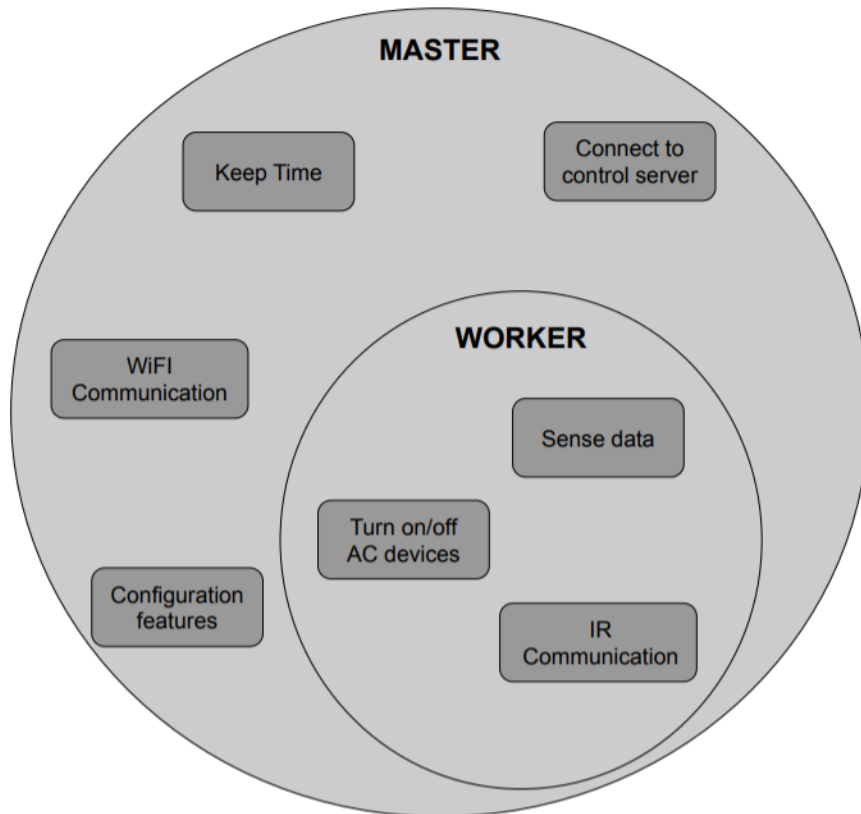 MASTER
Keep Time
Connect to
control server
WiFI
Communication
WORKER
Sense data
Turn on/off
AC devices
Configuration
features
IR
Communication